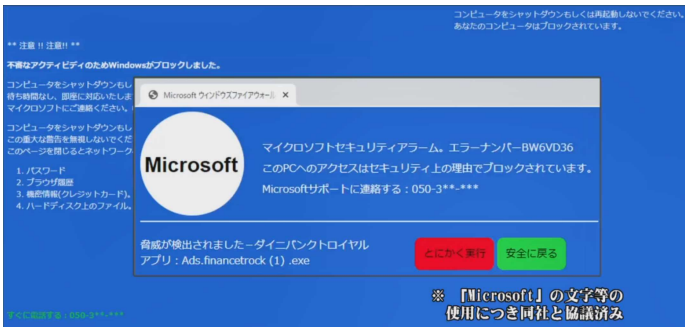 コンピュータをシャットダウンもしくは再起動しないでください。
あなたのコンピュータはブロックされています。
** 注意 !! 注意!! **
不審なアクティビティのためWindowsがブロックしました。
コンピュータをシャットダウンもし
待ち時間なし、即座に対応いたしま
マイクロソフトにご連絡ください。
コンピュータをシャットダウンもし
この重大な警告を無視しないでくだ
このページを閉じるとネットワーク
1. パスワード
2. ブラウザ履歴
3. 機密情報(クレジットカード)。
4. ハードディスク上のファイル。
Microsoft ウィンドウズファイアウォール ×
Microsoft
マイクロソフトセキュリティアラーム。エラーナンバーBW6VD36
このPCへのアクセスはセキュリティ上の理由でブロックされています。
Microsoftサポートに連絡する：050-3**-***
脅威が検出されました－ダイニバンクトロイヤル
アプリ：Ads.financetrock (1) .exe
とにかく実行
安全に戻る
すぐに電話する：050-3**-***
※ 「Microsoft」の文字等の
使用につき同社と協議済み